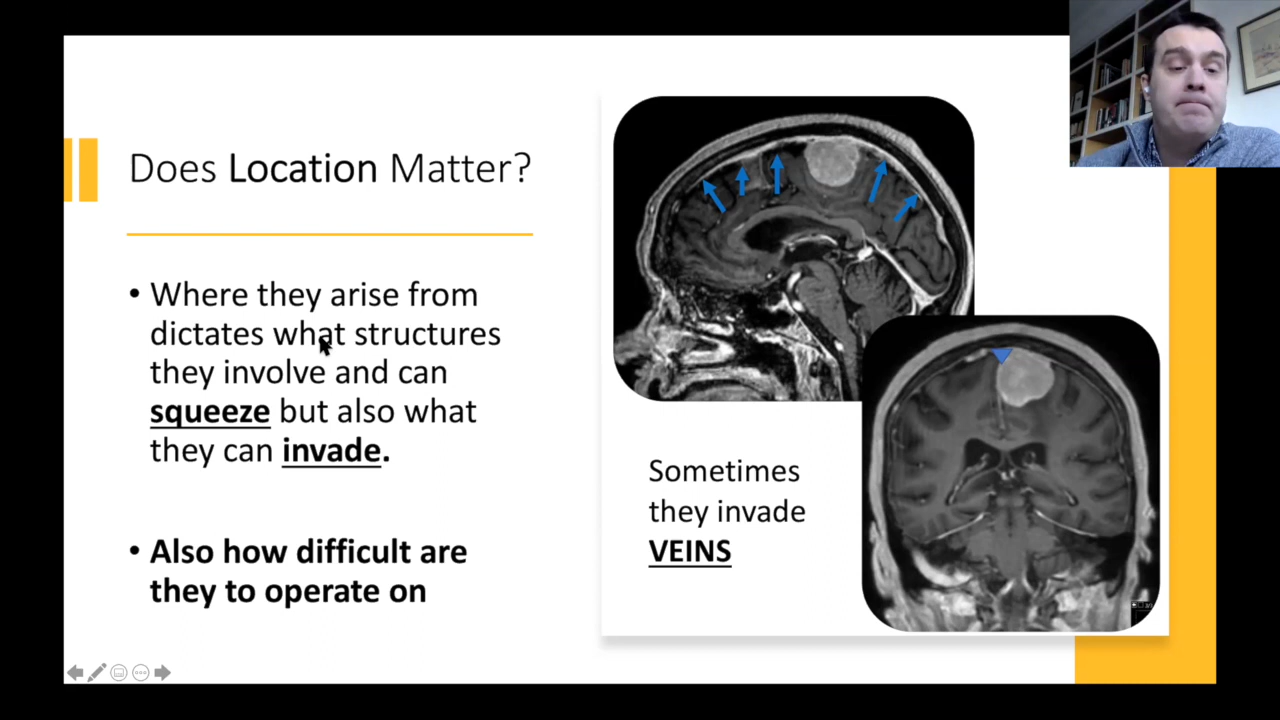 Does Location Matter?
• Where they arise from
dictates what structures
they involve and can
squeeze but also what
they can invade.
• Also how difficult are
they to operate on
Sometimes
they invade
VEINS